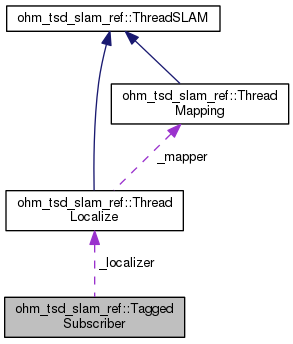 ohm_tsd_slam_ref::ThreadSLAM
ohm_tsd_slam_ref::Thread
Mapping
_mapper
ohm_tsd_slam_ref::Thread
Localize
_localizer
ohm_tsd_slam_ref::Tagged
Subscriber